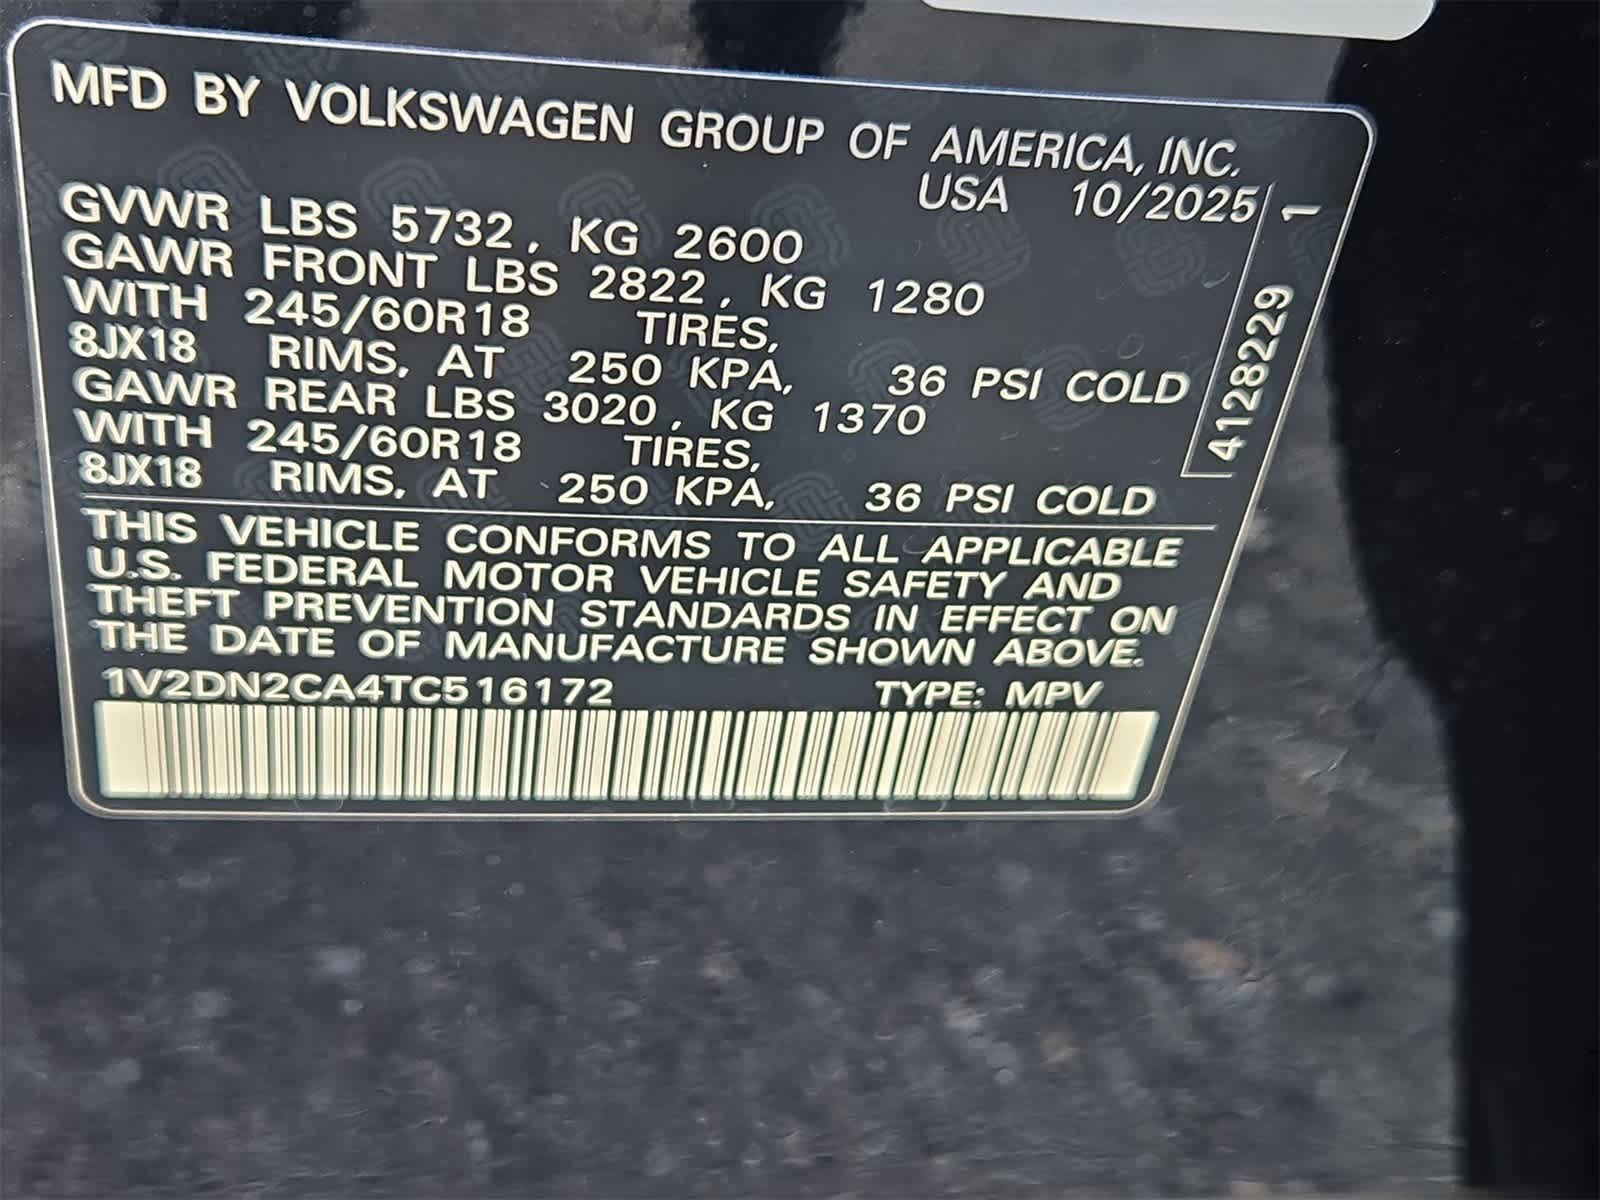 MFD BY VOLKSWAGEN GROUP OF AMERICA, INC.
USA 10/2025
GVWR LBS 5732, KG 2600
GAWR FRONT LBS 2822, KG 1280
WITH 245/60R18 TIRES,
8JX18 RIMS, AT 250 KPA, 36 PSI COLD
GAWR REAR LBS 3020, KG 1370
WITH 245/60R18 TIRES,
8JX18 RIMS, AT 250 KPA, 36 PSI COLD
4128229 1
THIS VEHICLE CONFORMS TO ALL APPLICABLE
U.S. FEDERAL MOTOR VEHICLE SAFETY AND
THEFT PREVENTION STANDARDS IN EFFECT ON
THE DATE OF MANUFACTURE SHOWN ABOVE.
1V2DN2CA4TC516172 TYPE: MPV